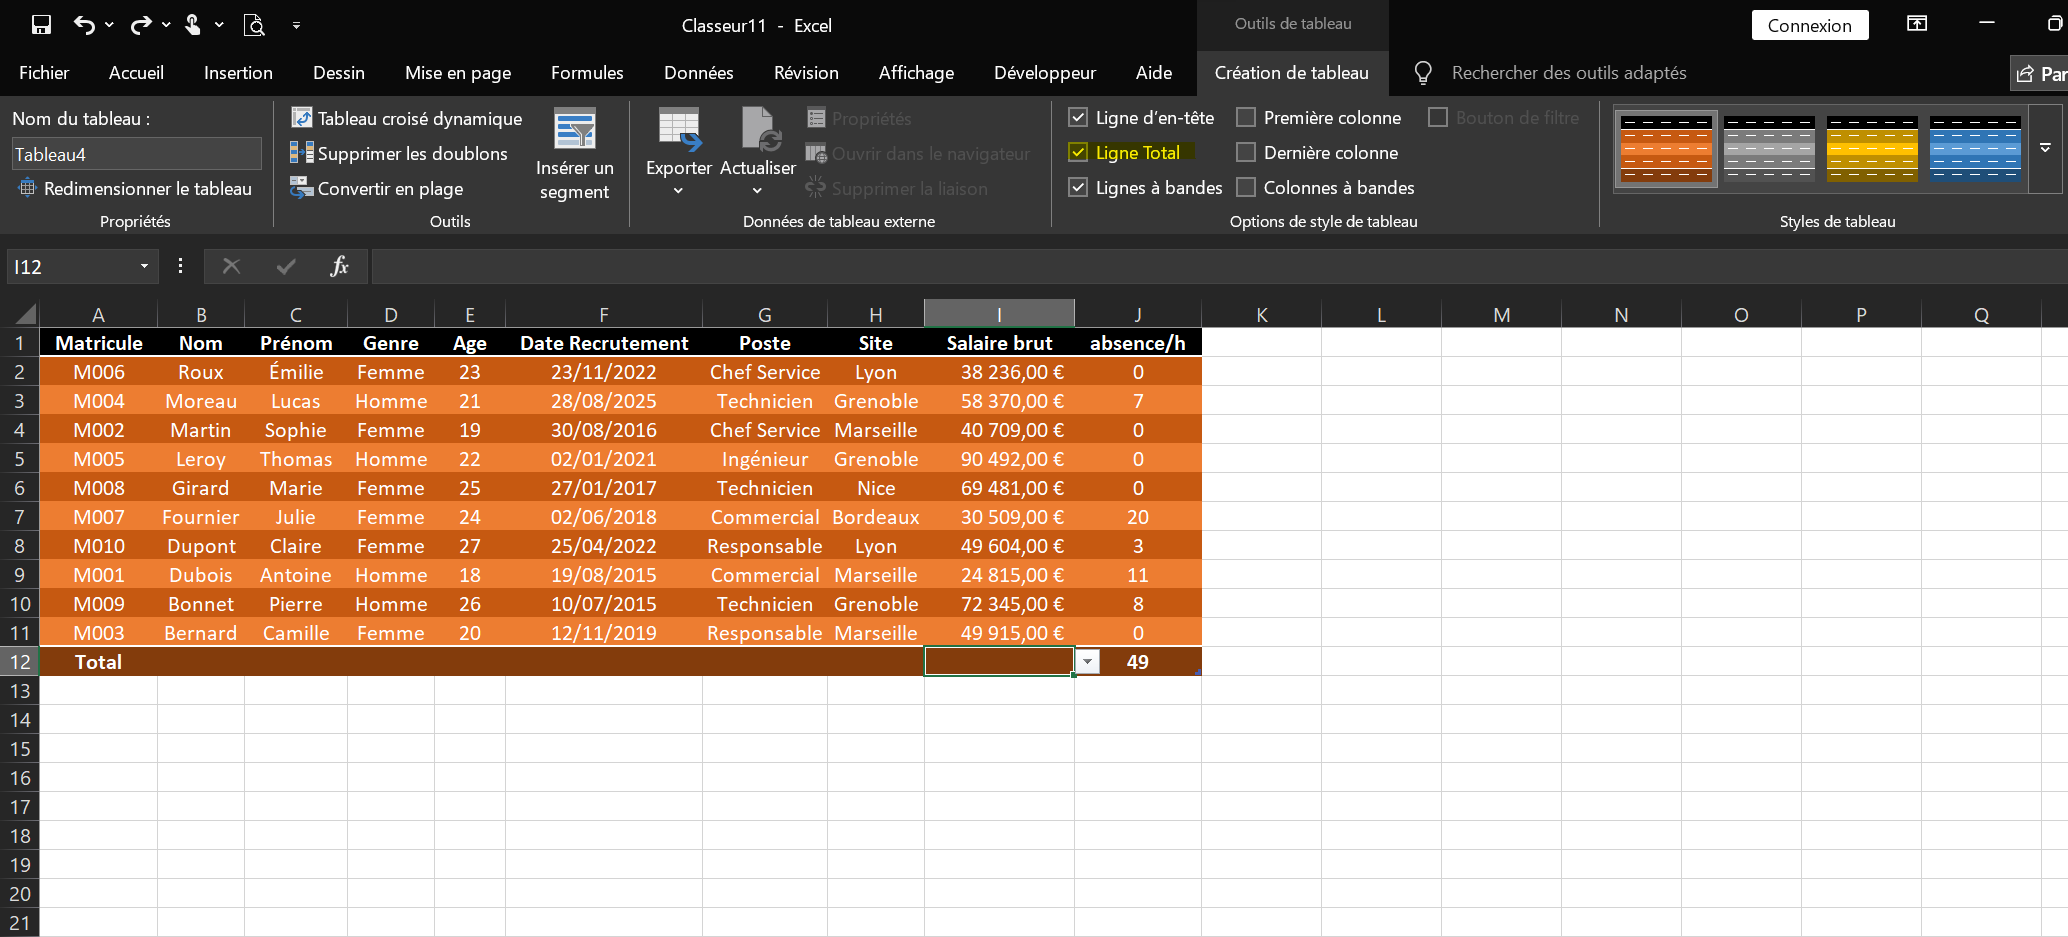 Classeur11 - Excel
Outils de tableau
Connexion
Fichier Accueil Insertion Dessin Mise en page Formules Données Révision Affichage Développeur Aide Création de tableau Rechercher des outils adaptés Par
Nom du tableau :
Tableau4
Redimensionner le tableau
Propriétés
Tableau croisé dynamique
Supprimer les doublons
Convertir en plage
Insérer un
segment
Outils
Exporter
Actualiser
Propriétés
Ouvrir dans le navigateur
Supprimer la liaison
Données de tableau externe
Ligne d'en-tête
Ligne Total
Lignes à bandes
Première colonne
Dernière colonne
Colonnes à bandes
Bouton de filtre
Options de style de tableau
Styles de tableau
I12 fx
A B C D E F G H I J K L M N O P Q
1 Matricule Nom Prénom Genre Age Date Recrutement Poste Site Salaire brut absence/h
2 M006 Roux Émilie Femme 23 23/11/2022 Chef Service Lyon 38 236,00 € 0
3 M004 Moreau Lucas Homme 21 28/08/2025 Technicien Grenoble 58 370,00 € 7
4 M002 Martin Sophie Femme 19 30/08/2016 Chef Service Marseille 40 709,00 € 0
5 M005 Leroy Thomas Homme 22 02/01/2021 Ingénieur Grenoble 90 492,00 € 0
6 M008 Girard Marie Femme 25 27/01/2017 Technicien Nice 69 481,00 € 0
7 M007 Fournier Julie Femme 24 02/06/2018 Commercial Bordeaux 30 509,00 € 20
8 M010 Dupont Claire Femme 27 25/04/2022 Responsable Lyon 49 604,00 € 3
9 M001 Dubois Antoine Homme 18 19/08/2015 Commercial Marseille 24 815,00 € 11
10 M009 Bonnet Pierre Homme 26 10/07/2015 Technicien Grenoble 72 345,00 € 8
11 M003 Bernard Camille Femme 20 12/11/2019 Responsable Marseille 49 915,00 € 0
12 Total 49
13
14
15
16
17
18
19
20
21